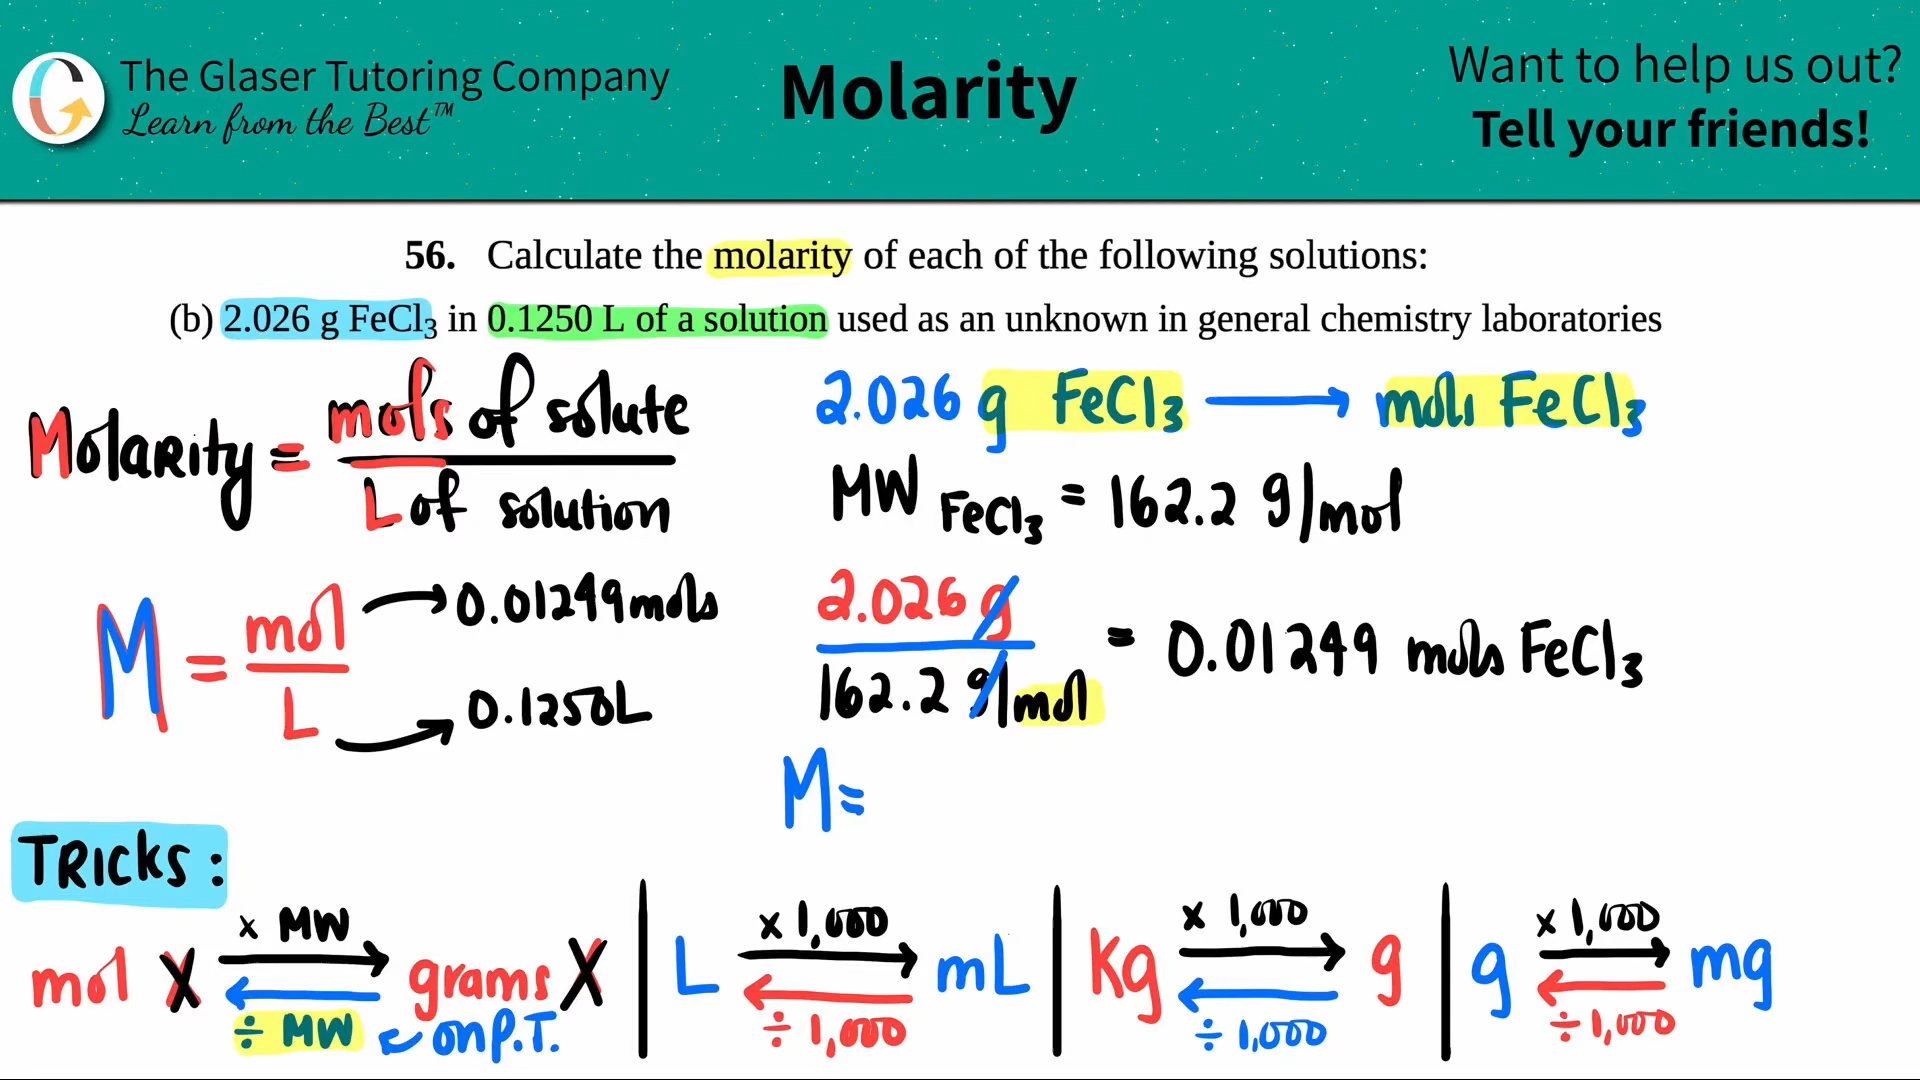 The Glaser Tutoring Company
Learn from the Best™
Molarity
Want to help us out?
Tell your friends!
56. Calculate the molarity of each of the following solutions:
(b) 2.026 g FeCl₃ in 0.1250 L of a solution used as an unknown in general chemistry laboratories
Molarity = mols of solute
L of solution
2.026 g FeCl₃ → mols FeCl₃
MW FeCl₃ = 162.2 g/mol
M = mol → 0.01249 mols
L → 0.1250L
2.026 g
162.2 g/mol
= 0.01249 mols FeCl₃
M =
TRICKS:
mol X
x MW
÷ MW
grams X
on P.T.
L
x 1,000
÷ 1,000
mL
Kg
x 1,000
÷ 1,000
g
g
x 1,000
÷ 1,000
mg